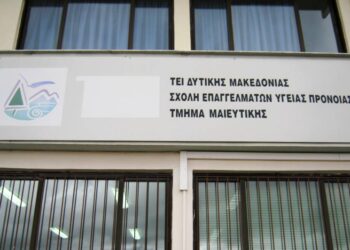 ΤΕΙ ΔΥΤΙΚΗΣ ΜΑΚΕΔΟΝΙΑΣ
ΣΧΟΛΗ ΕΠΑΓΓΕΛΜΑΤΩΝ ΥΓΕΙΑΣ ΠΡΟΝΟΙΑΣ
ΤΜΗΜΑ ΜΑΙΕΥΤΙΚΗΣ